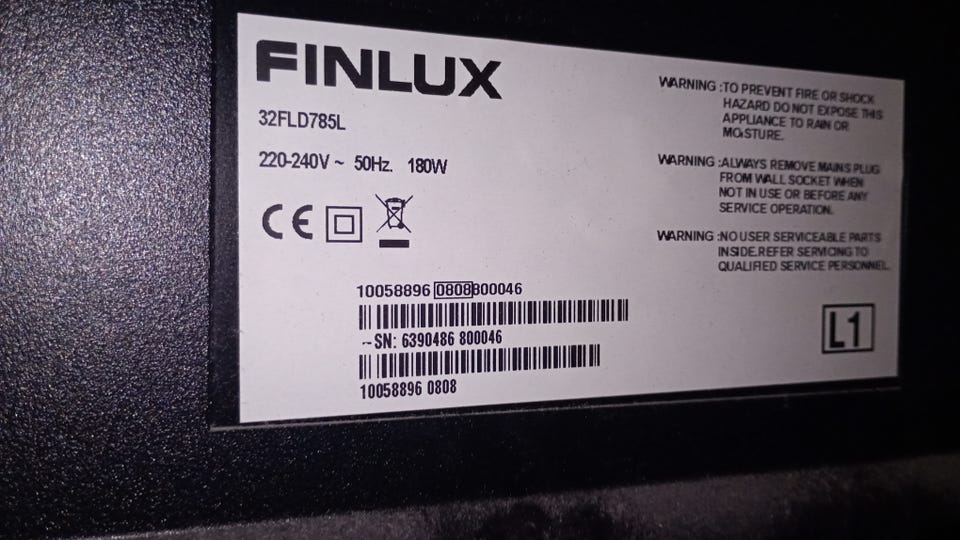 FINLUX
32FLD785L
220-240V ~ 50Hz. 180W
CE
WARNING :TO PREVENT FIRE OR SHOCK
HAZARD DO NOT EXPOSE THIS
APPLIANCE TO RAIN OR
MOISTURE.
WARNING :ALWAYS REMOVE MAINS PLUG
FROM WALL SOCKET WHEN
NOT IN USE OR BEFORE ANY
SERVICE OPERATION.
WARNING :NO USER SERVICEABLE PARTS
INSIDE.REFER SERVICING TO
QUALIFIED SERVICE PERSONNEL.
10058896 0808800046
~SN: 6390486 800046
10058896 0808
L1